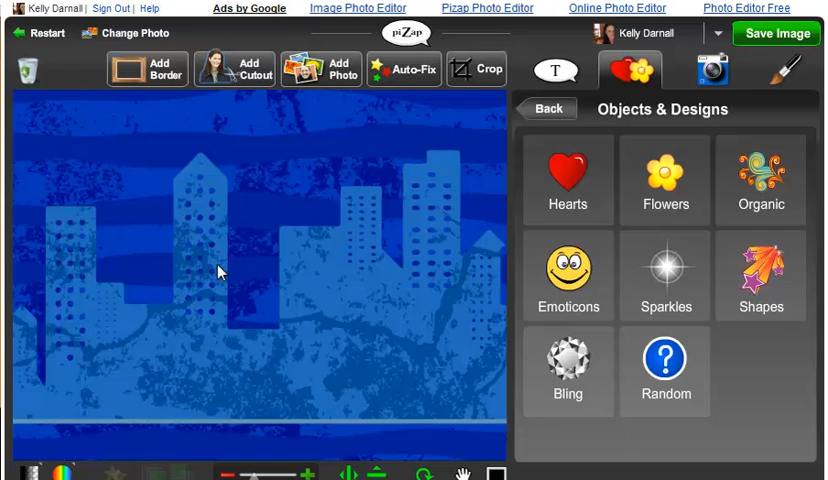 Kelly Darnall | Sign Out | Help
Ads by Google Image Photo Editor Pizap Photo Editor Online Photo Editor Photo Editor Free
Restart Change Photo
piZap
Kelly Darnall
Save Image
Add Border
Add Cutout
Add Photo
Auto-Fix
Crop
T
Back
Objects & Designs
Hearts Flowers Organic
Emoticons Sparkles Shapes
?
Bling Random